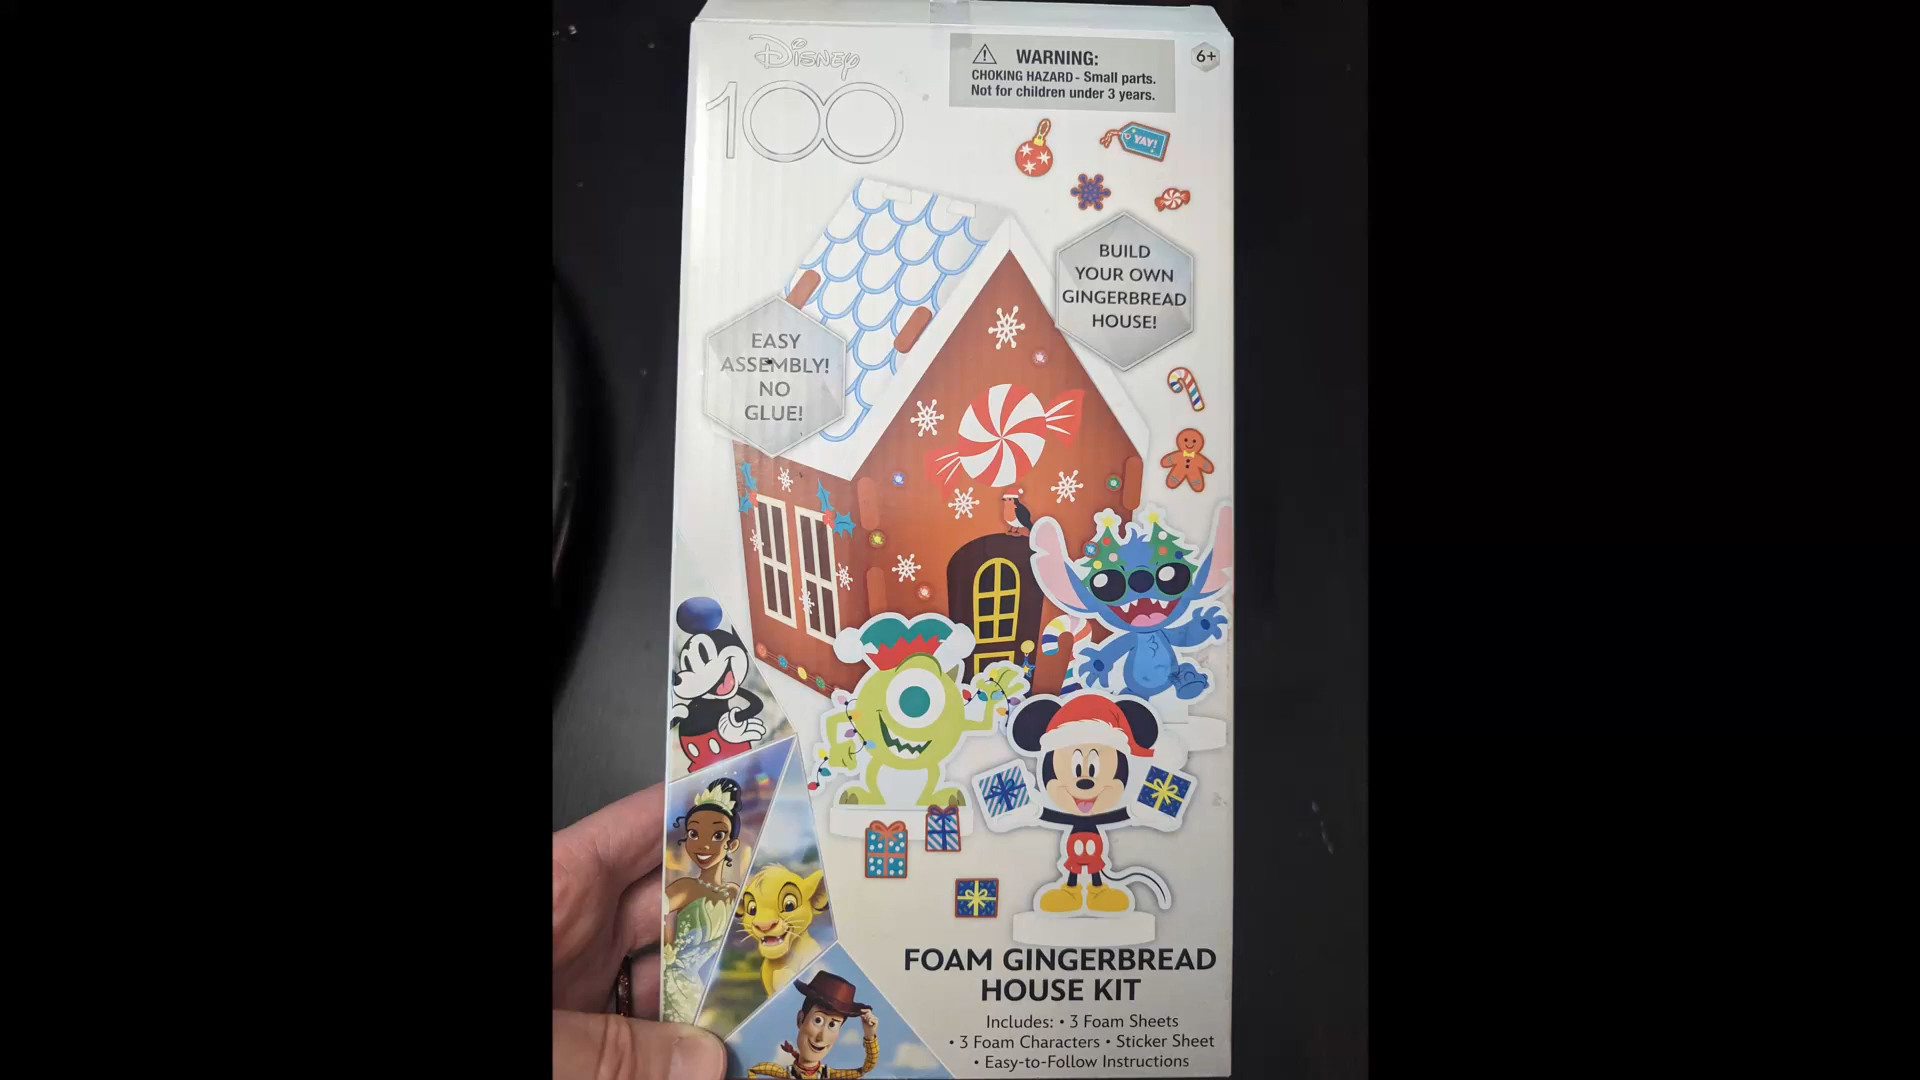 Disney
100
WARNING:
CHOKING HAZARD - Small parts.
Not for children under 3 years.
6+
YAY!
BUILD
YOUR OWN
GINGERBREAD
HOUSE!
EASY
ASSEMBLY!
NO
GLUE!
FOAM GINGERBREAD
HOUSE KIT
Includes: • 3 Foam Sheets
• 3 Foam Characters • Sticker Sheet
• Easy-to-Follow Instructions